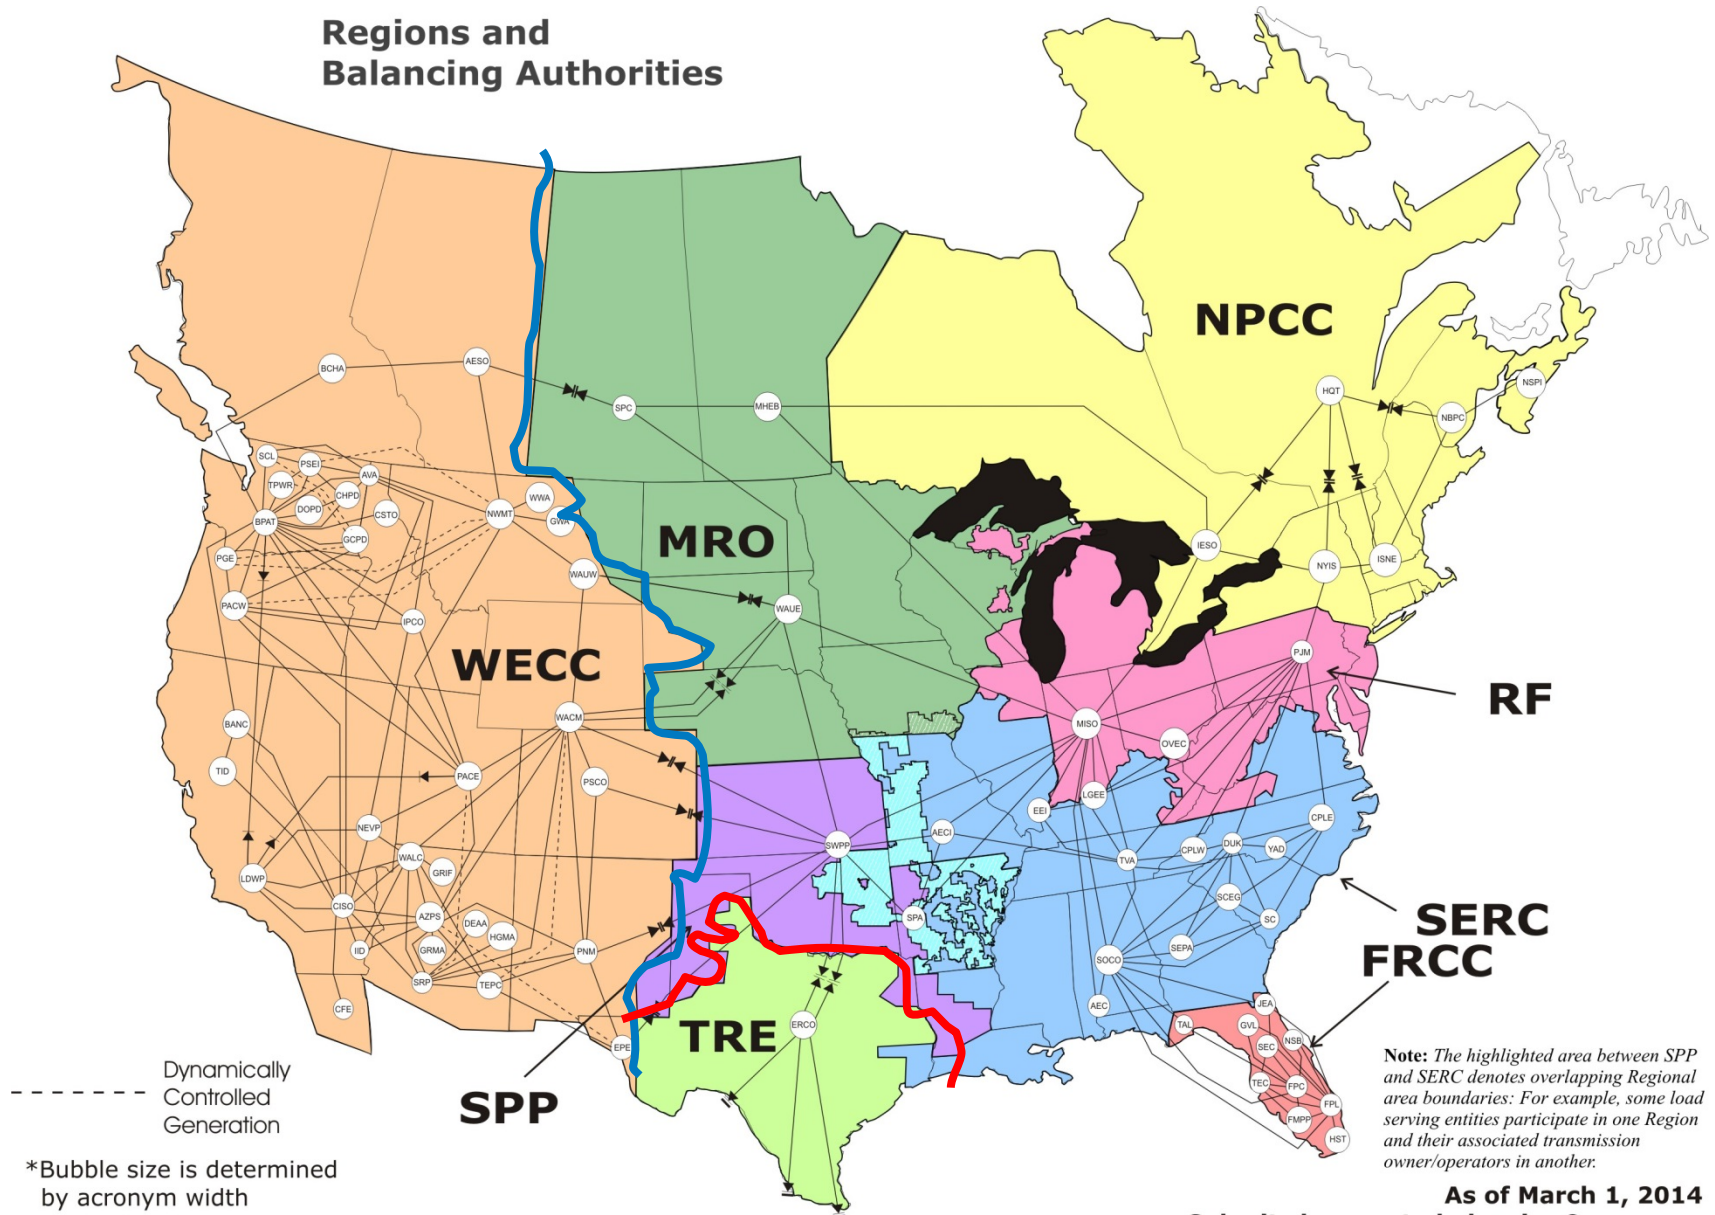 Regions and
Balancing Authorities
NPCC
BCHA
AESO
SPC
MHEB
HQT
NSPI
NBPC
SCL
PSEI
AVA
TPWR
CHPD
DOPD
CSTO
BPAT
GCPD
NWMT
WWA
GWA
MRO
PGE
WAUW
IESO
NYIS
ISNE
PACW
IPCO
WAUE
WECC
PJM
RF
BANC
WACM
MISO
OVEC
TID
PACE
PSCO
LGEE
EEI
NEVP
SWPP
AECI
CPLE
WALC
GRIF
TVA
CPLW
DUK
YAD
LDWP
CISO
AZPS
DEAA
HGMA
SPA
SCEG
SC
SERC
IID
GRMA
PNM
SEPA
SOCO
FRCC
SRP
TEPC
CFE
AEC
JEA
TRE
ERCO
TAL
GVL
NSB
EPE
SEC
SPP
TEC
FPC
FPL
FMPP
HST
Dynamically
Controlled
Generation
Note: The highlighted area between SPP
and SERC denotes overlapping Regional
area boundaries: For example, some load
serving entities participate in one Region
and their associated transmission
owner/operators in another.
*Bubble size is determined
by acronym width
As of March 1, 2014